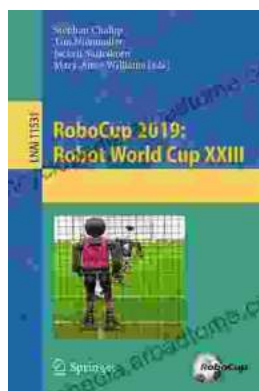 Stephan Chalup
Tim Niemueller
Jackrit Suthakorn
Mary-Anne Williams (Eds.)
LNAI 11531
RoboCup 2019:
Robot World Cup XXIII
Springer
RoboCup